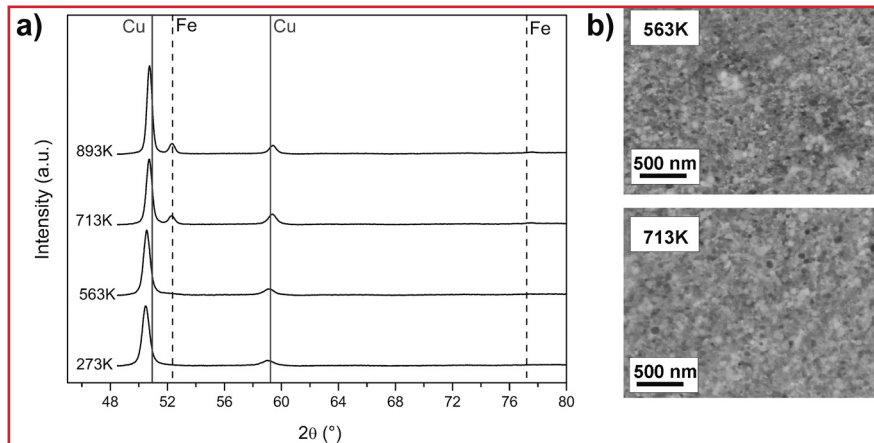 a)
Cu
Fe
Cu
Fe
893K
713K
563K
273K
Intensity (a.u.)
48 52 56 60 64 68 72 76 80
2θ (°)
b)
563K
500 nm
713K
500 nm